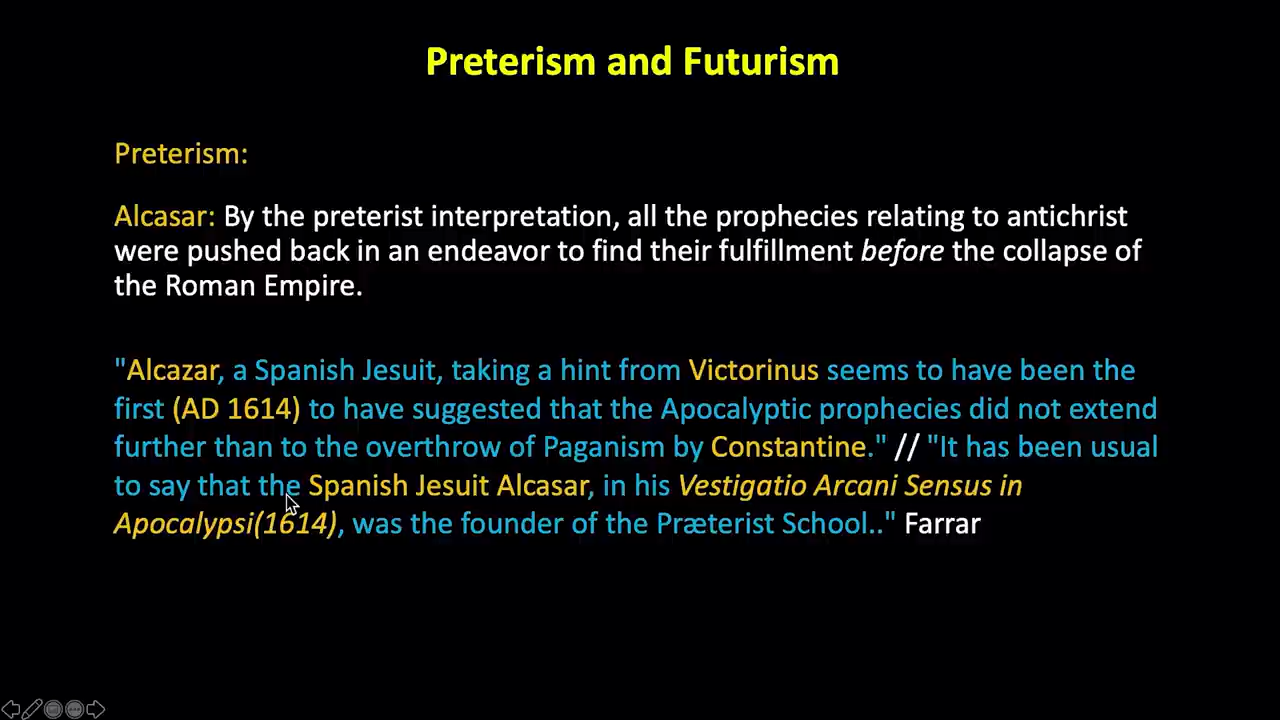 Preterism and Futurism
Preterism:
Alcasar: By the preterist interpretation, all the prophecies relating to antichrist
were pushed back in an endeavor to find their fulfillment before the collapse of
the Roman Empire.
"Alcazar, a Spanish Jesuit, taking a hint from Victorinus seems to have been the
first (AD 1614) to have suggested that the Apocalyptic prophecies did not extend
further than to the overthrow of Paganism by Constantine." // "It has been usual
to say that the Spanish Jesuit Alcasar, in his Vestigatio Arcani Sensus in
Apocalypsi(1614), was the founder of the Præterist School.." Farrar